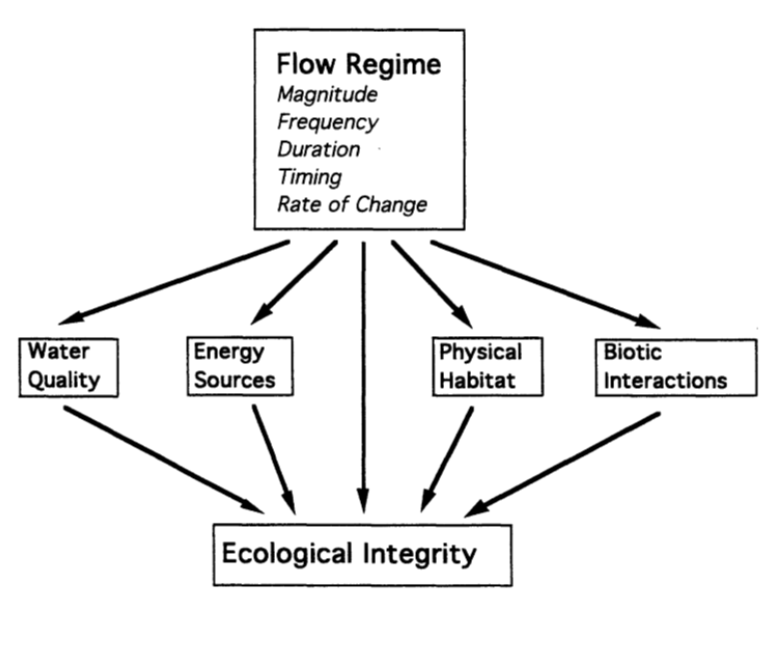 Flow Regime
Magnitude
Frequency
Duration
Timing
Rate of Change
Water
Quality
Energy
Sources
Physical
Habitat
Biotic
Interactions
Ecological Integrity